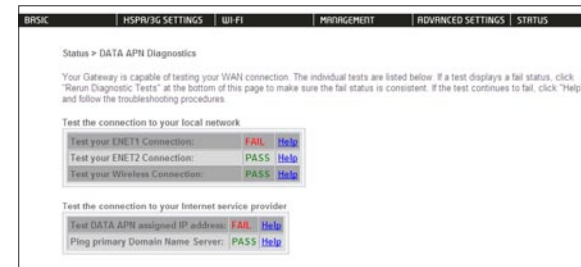 BASIC HSPA/3G SETTINGS WI-FI MANAGEMENT ADVANCED SETTINGS STATUS
Status > DATA APN Diagnostics
Your Gateway is capable of testing your WAN connection. The individual tests are listed below. If a test displays a fail status, click
"Rerun Diagnostic Tests" at the bottom of this page to make sure the fail status is consistent. If the test continues to fail, click "Help"
and follow the troubleshooting procedures.
Test the connection to your local network
Test your ENET1 Connection: FAIL Help
Test your ENET2 Connection: PASS Help
Test your Wireless Connection: PASS Help
Test the connection to your Internet service provider
Test DATA APN assigned IP address: FAIL Help
Ping primary Domain Name Server: PASS Help